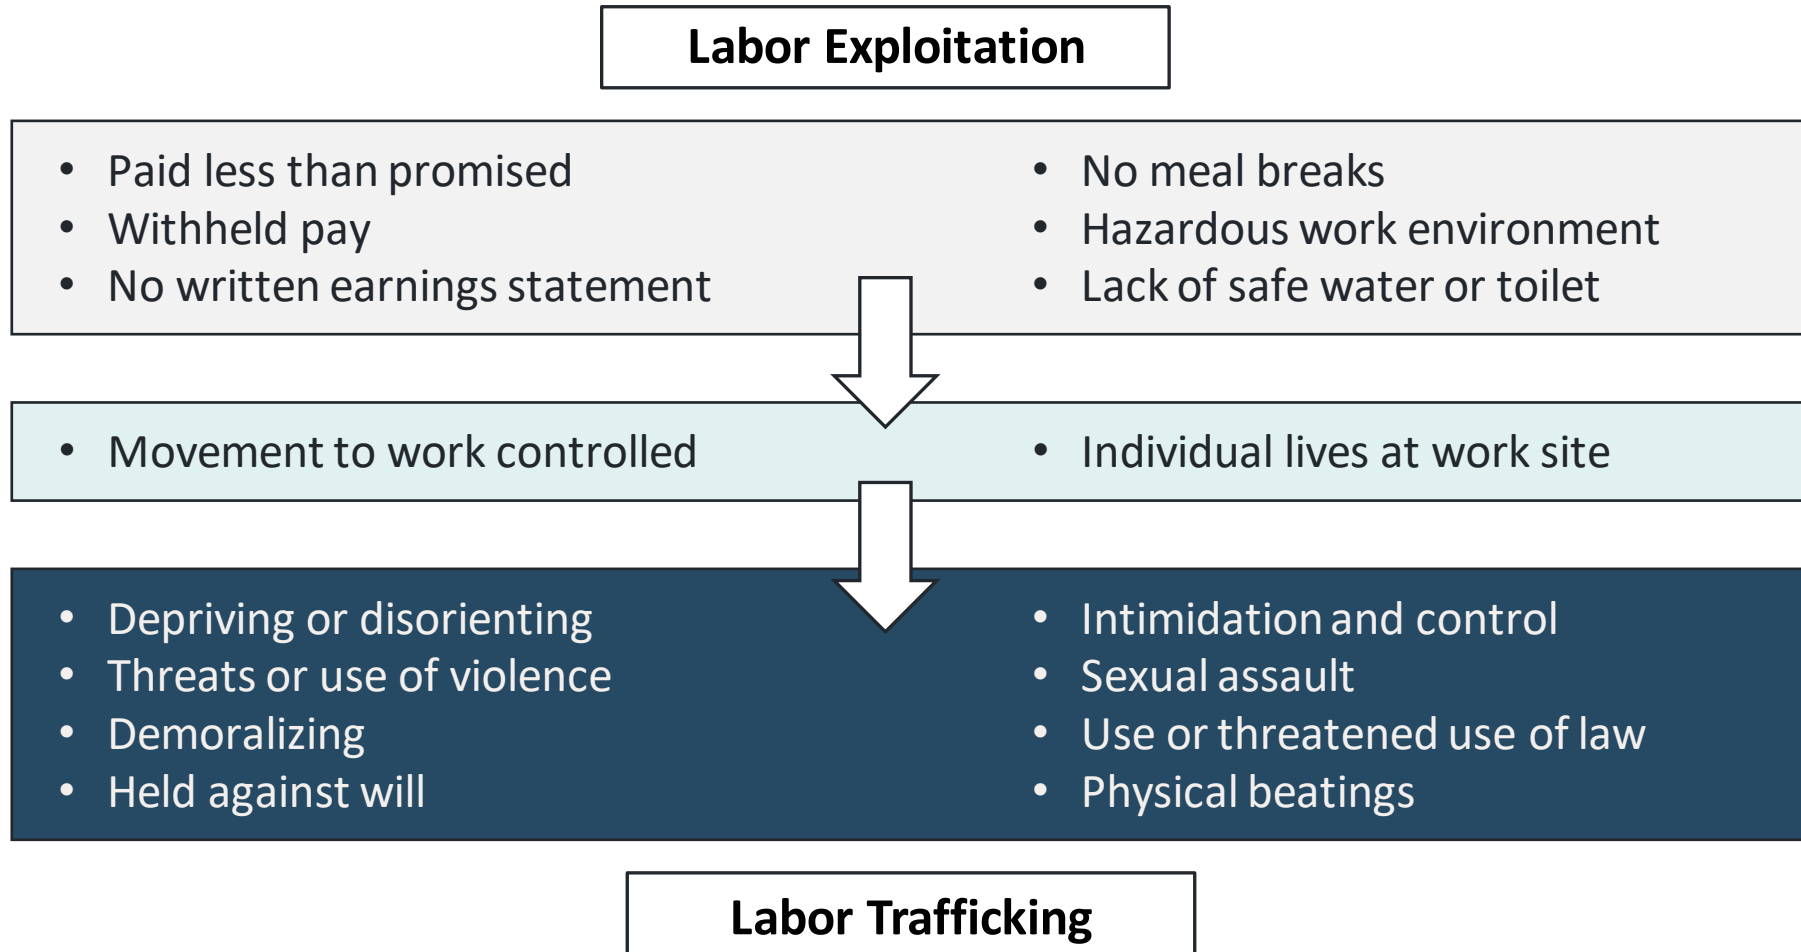 Labor Exploitation
• Paid less than promised
• Withheld pay
• No written earnings statement
• No meal breaks
• Hazardous work environment
• Lack of safe water or toilet
• Movement to work controlled
• Individual lives at work site
• Depriving or disorienting
• Threats or use of violence
• Demoralizing
• Held against will
• Intimidation and control
• Sexual assault
• Use or threatened use of law
• Physical beatings
Labor Trafficking